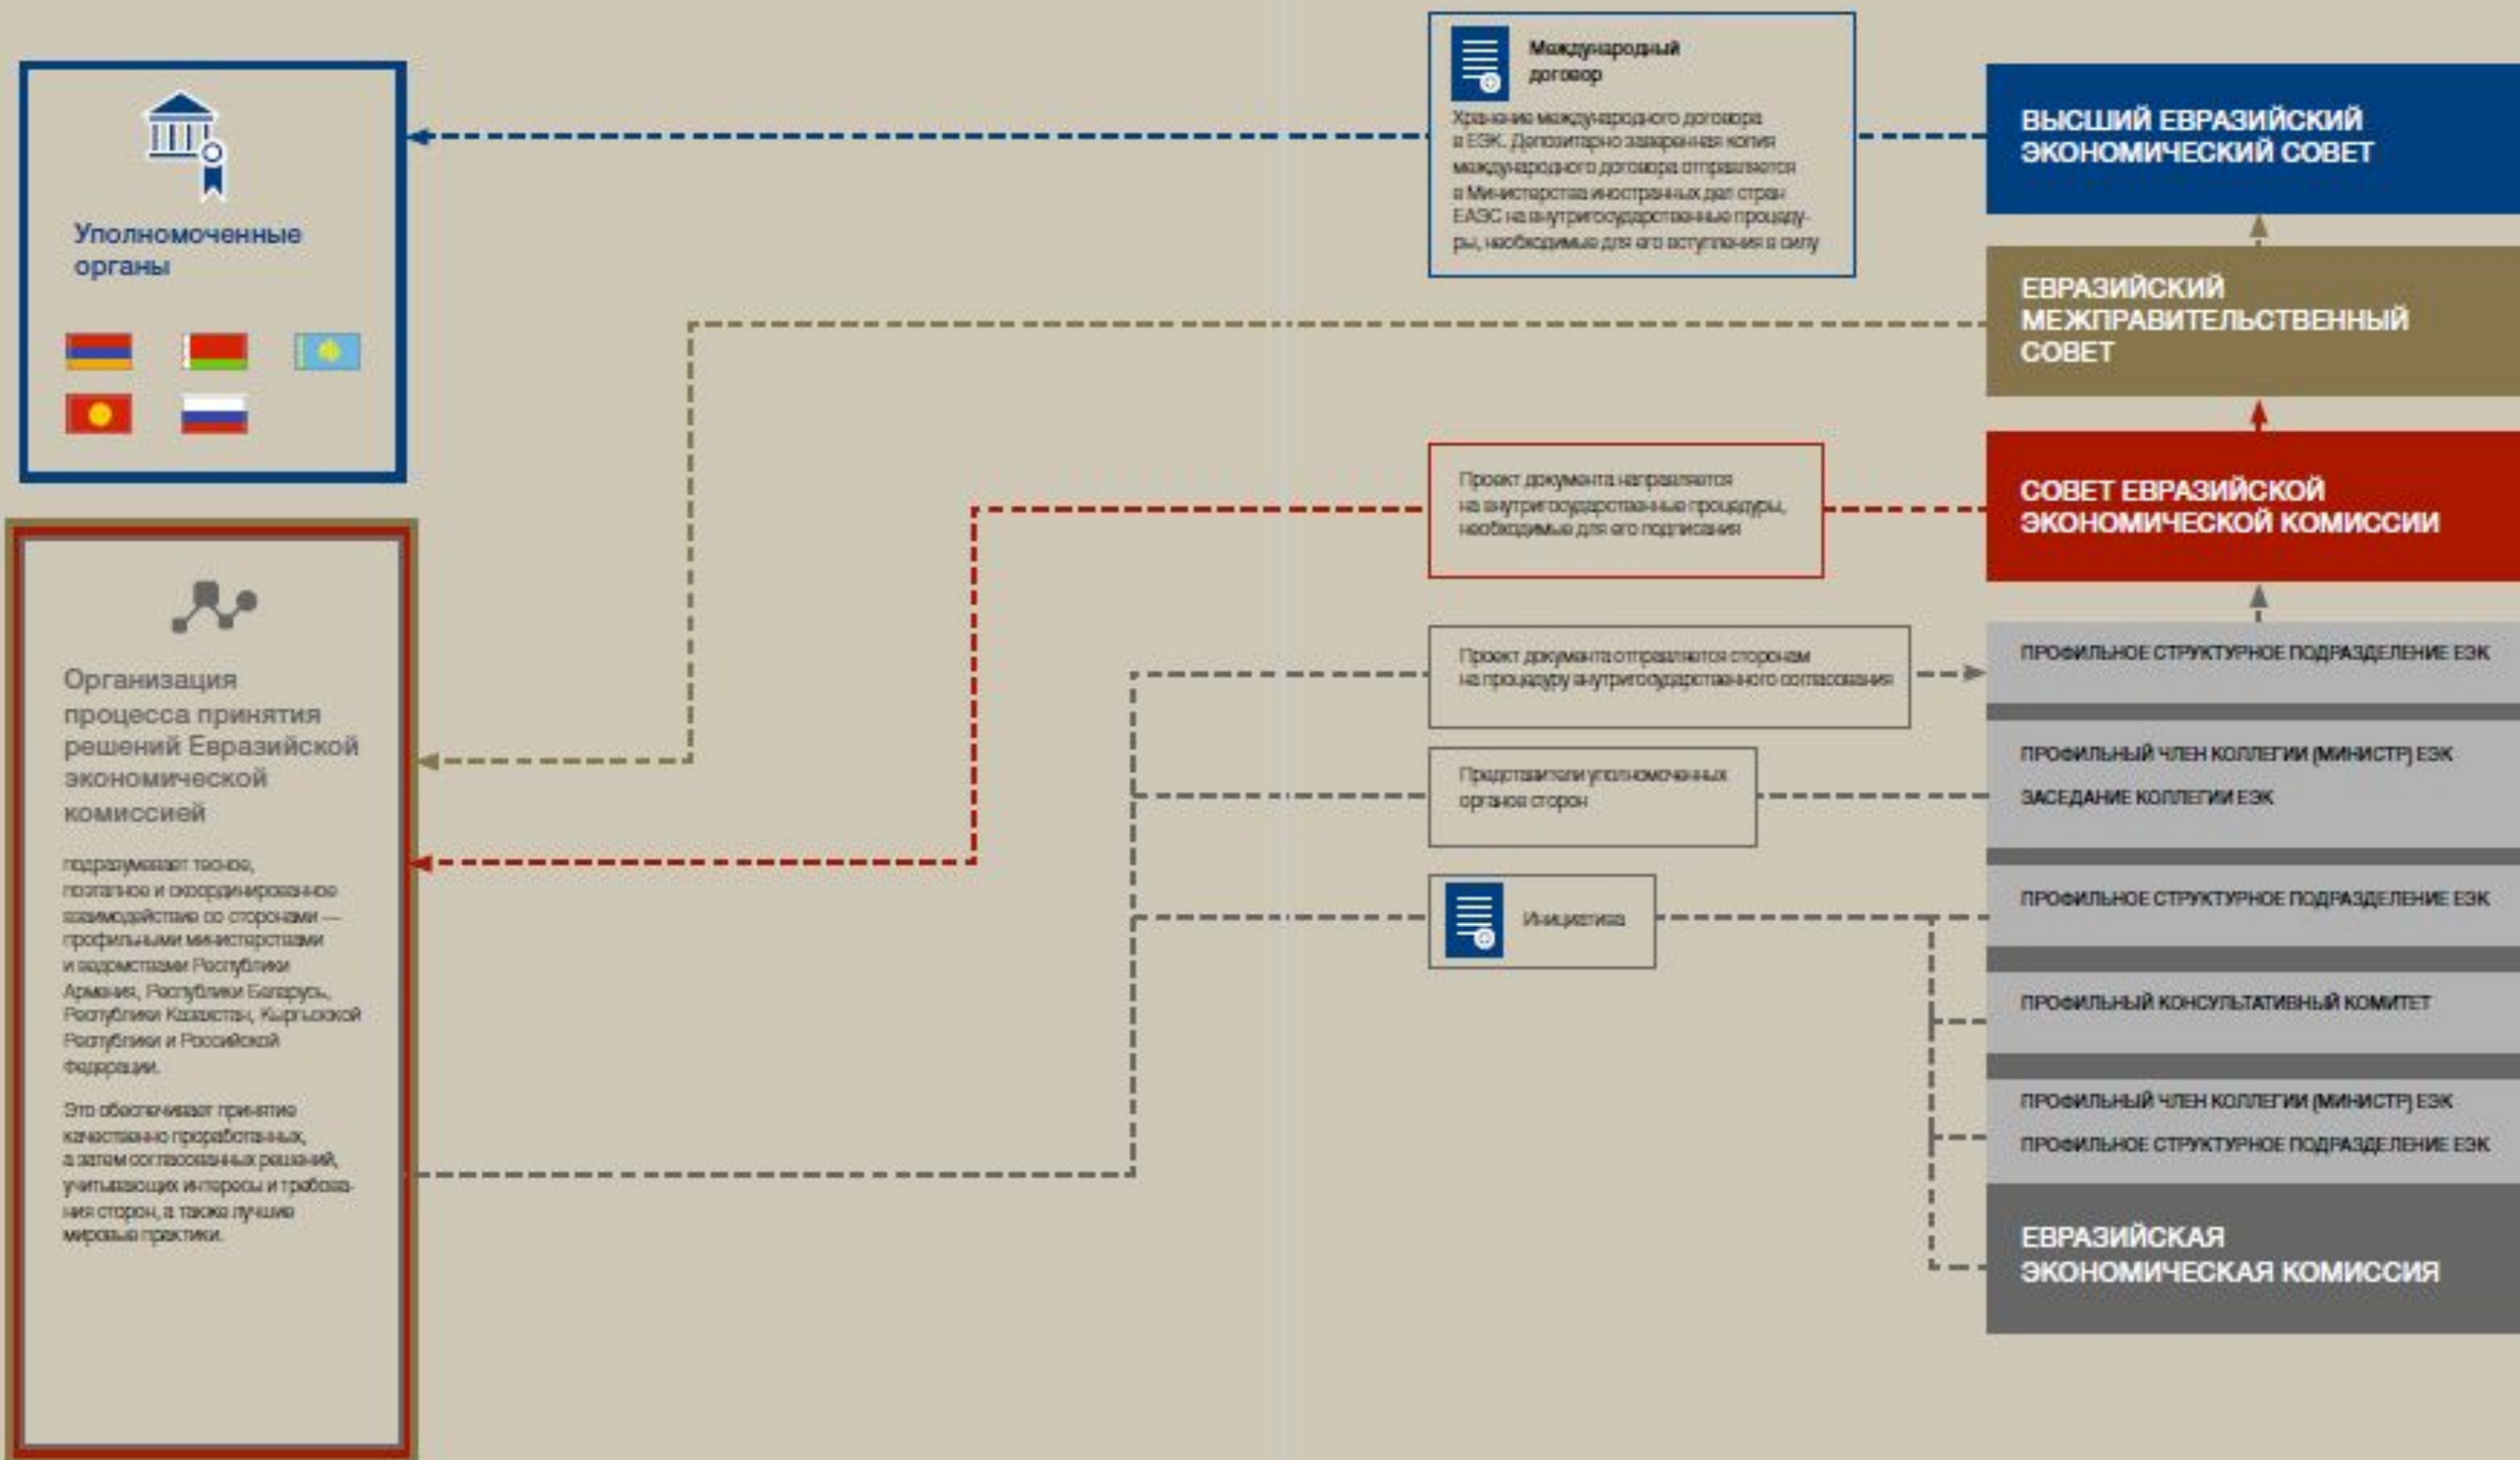 Уполномоченные
органы
Организация
процесса принятия
решений Евразийской
экономической
комиссией
подразумевает тесное,
поэтапное и скоординированное
взаимодействие со сторонами —
профильными министерствами
и ведомствами Республики
Армения, Республики Беларусь,
Республики Казахстан, Кыргызской
Республики и Российской
Федерации.
Это обеспечивает принятие
качественно проработанных,
а затем согласованных решений,
учитывающих интересы и требова-
ния сторон, а также лучшие
мировые практики.
Международный
договор
Хранение международного договора
в ЕЭК. Депозитарно заверенная копия
международного договора отправляется
в Министерства иностранных дел стран
ЕАЭС на внутригосударственные процеду-
ры, необходимые для его вступления в силу
Проект документа направляется
на внутригосударственные процедуры,
необходимые для его подписания
Проект документа отправляется сторонам
на процедуру внутригосударственного согласования
Представители уполномоченных
органов сторон
Инициатива
ВЫСШИЙ ЕВРАЗИЙСКИЙ
ЭКОНОМИЧЕСКИЙ СОВЕТ
ЕВРАЗИЙСКИЙ
МЕЖПРАВИТЕЛЬСТВЕННЫЙ
СОВЕТ
СОВЕТ ЕВРАЗИЙСКОЙ
ЭКОНОМИЧЕСКОЙ КОМИССИИ
ПРОФИЛЬНОЕ СТРУКТУРНОЕ ПОДРАЗДЕЛЕНИЕ ЕЭК
ПРОФИЛЬНЫЙ ЧЛЕН КОЛЛЕГИИ (МИНИСТР) ЕЭК
ЗАСЕДАНИЕ КОЛЛЕГИИ ЕЭК
ПРОФИЛЬНОЕ СТРУКТУРНОЕ ПОДРАЗДЕЛЕНИЕ ЕЭК
ПРОФИЛЬНЫЙ КОНСУЛЬТАТИВНЫЙ КОМИТЕТ
ПРОФИЛЬНЫЙ ЧЛЕН КОЛЛЕГИИ (МИНИСТР) ЕЭК
ПРОФИЛЬНОЕ СТРУКТУРНОЕ ПОДРАЗДЕЛЕНИЕ ЕЭК
ЕВРАЗИЙСКАЯ
ЭКОНОМИЧЕСКАЯ КОМИССИЯ